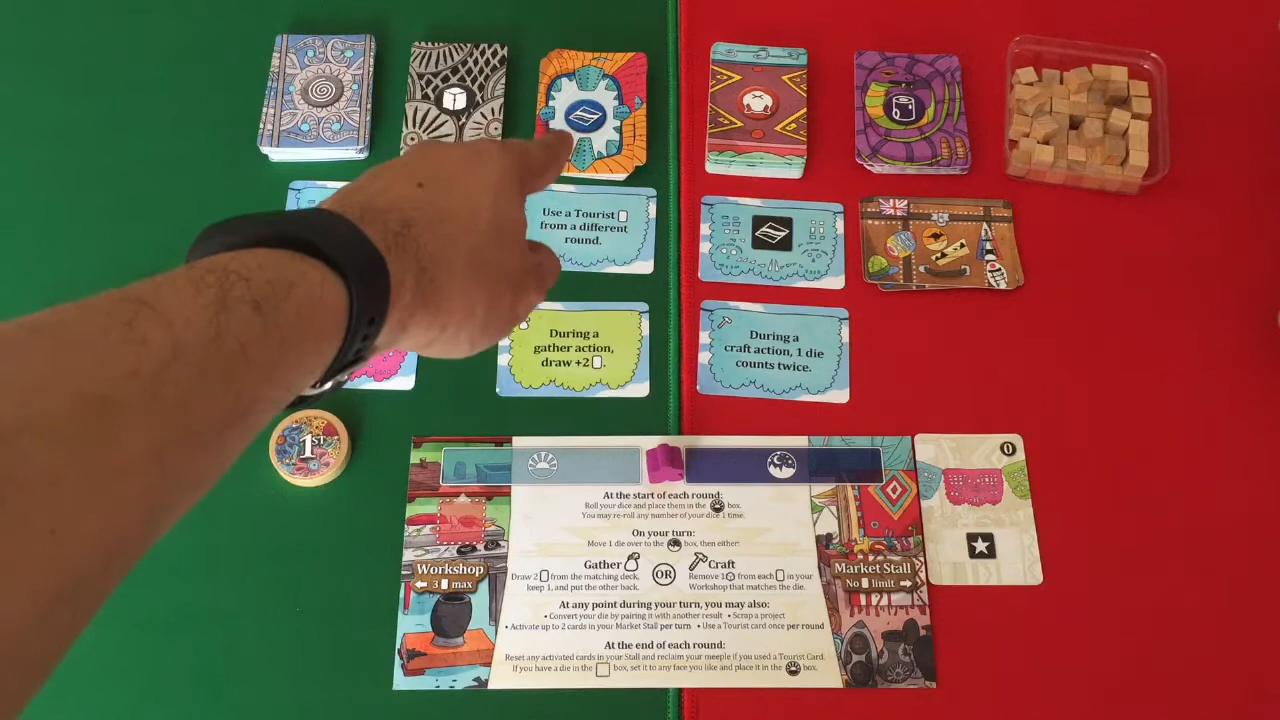 Use a Tourist
from a different
round.
During a
gather action,
draw +2 .
During a
craft action, 1 die
counts twice.
1ST
0
At the start of each round:
Roll your dice and place them in the box.
You may re-roll any number of your dice 1 time.
On your turn:
Move 1 die over to the box, then either:
Gather
Draw 2 from the matching deck,
keep 1, and put the other back.
OR
Craft
Remove 1 from each in your
Workshop that matches the die.
Workshop
3 max
Market Stall
No limit
At any point during your turn, you may also:
• Convert your die by pairing it with another result • Scrap a project
• Activate up to 2 cards in your Market Stall per turn • Use a Tourist card once per round
At the end of each round:
Reset any activated cards in your Stall and reclaim your meeple if you used a Tourist Card.
If you have a die in the box, set it to any face you like and place it in the box.